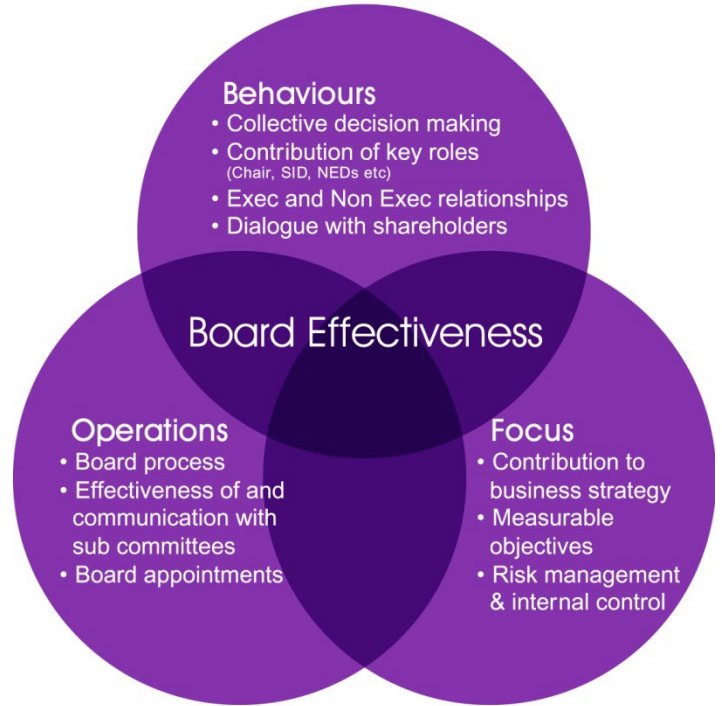 Behaviours
• Collective decision making
• Contribution of key roles
(Chair, SID, NEDs etc)
• Exec and Non Exec relationships
• Dialogue with shareholders
Board Effectiveness
Operations
• Board process
• Effectiveness of and
communication with
sub committees
• Board appointments
Focus
• Contribution to
business strategy
• Measurable
objectives
• Risk management
& internal control